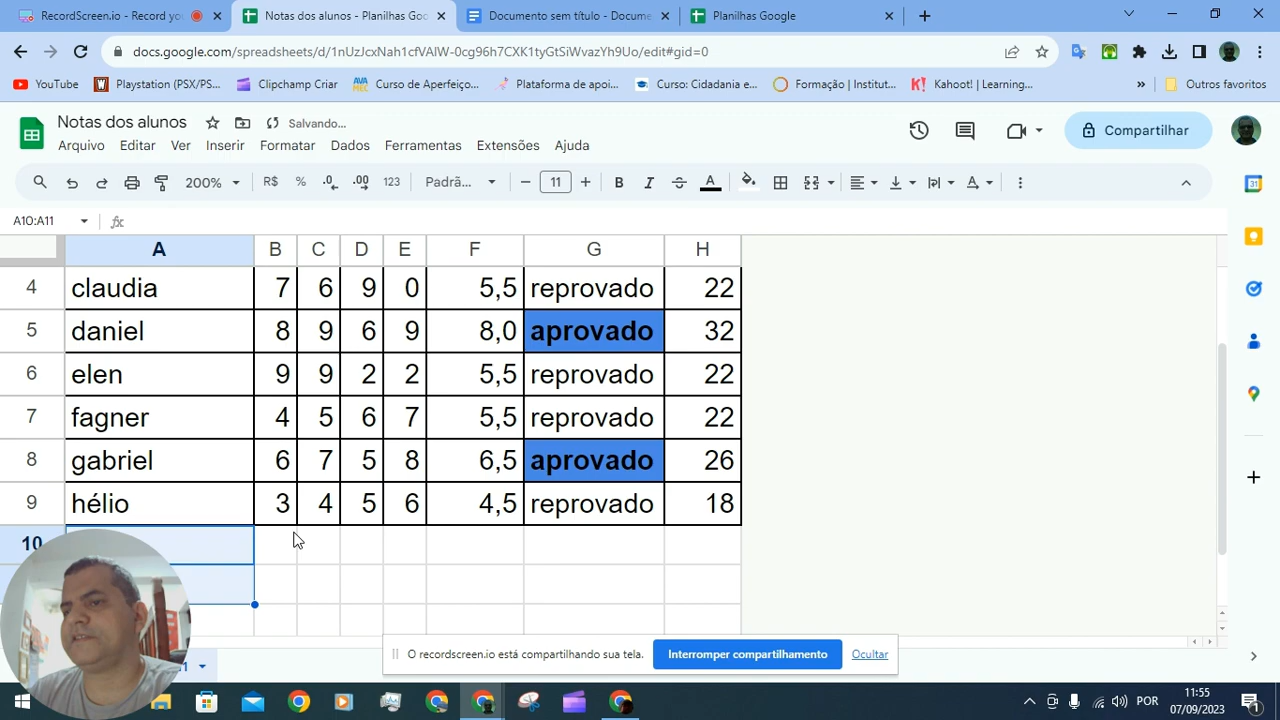 RecordScreen.io — Record yo
Notas dos alunos - Planilhas Goog
Documento sem título - Docume
Planilhas Google
docs.google.com/spreadsheets/d/1nUzJcxNah1cfVAIW-0cg96h7CXK1tyGtSiWvazYh9Uo/edit#gid=0
YouTube
Playstation (PSX/PS...
Clipchamp Criar
Curso de Aperfeiço...
Plataforma de apoi...
Curso: Cidadania e...
Formação | Institut...
Kahoot! | Learning...
»
Outros favoritos
Notas dos alunos
Salvando...
Compartilhar
Arquivo Editar Ver Inserir Formatar Dados Ferramentas Extensões Ajuda
200% R$ % .0 .00 123 Padrã... − 11 + B I A
A10:A11 fx
A B C D E F G H
4 claudia 7 6 9 0 5,5 reprovado 22
5 daniel 8 9 6 9 8,0 aprovado 32
6 elen 9 9 2 2 5,5 reprovado 22
7 fagner 4 5 6 7 5,5 reprovado 22
8 gabriel 6 7 5 8 6,5 aprovado 26
9 hélio 3 4 5 6 4,5 reprovado 18
10
O recordscreen.io está compartilhando sua tela. Interromper compartilhamento Ocultar
1
POR
11:55
07/09/2023